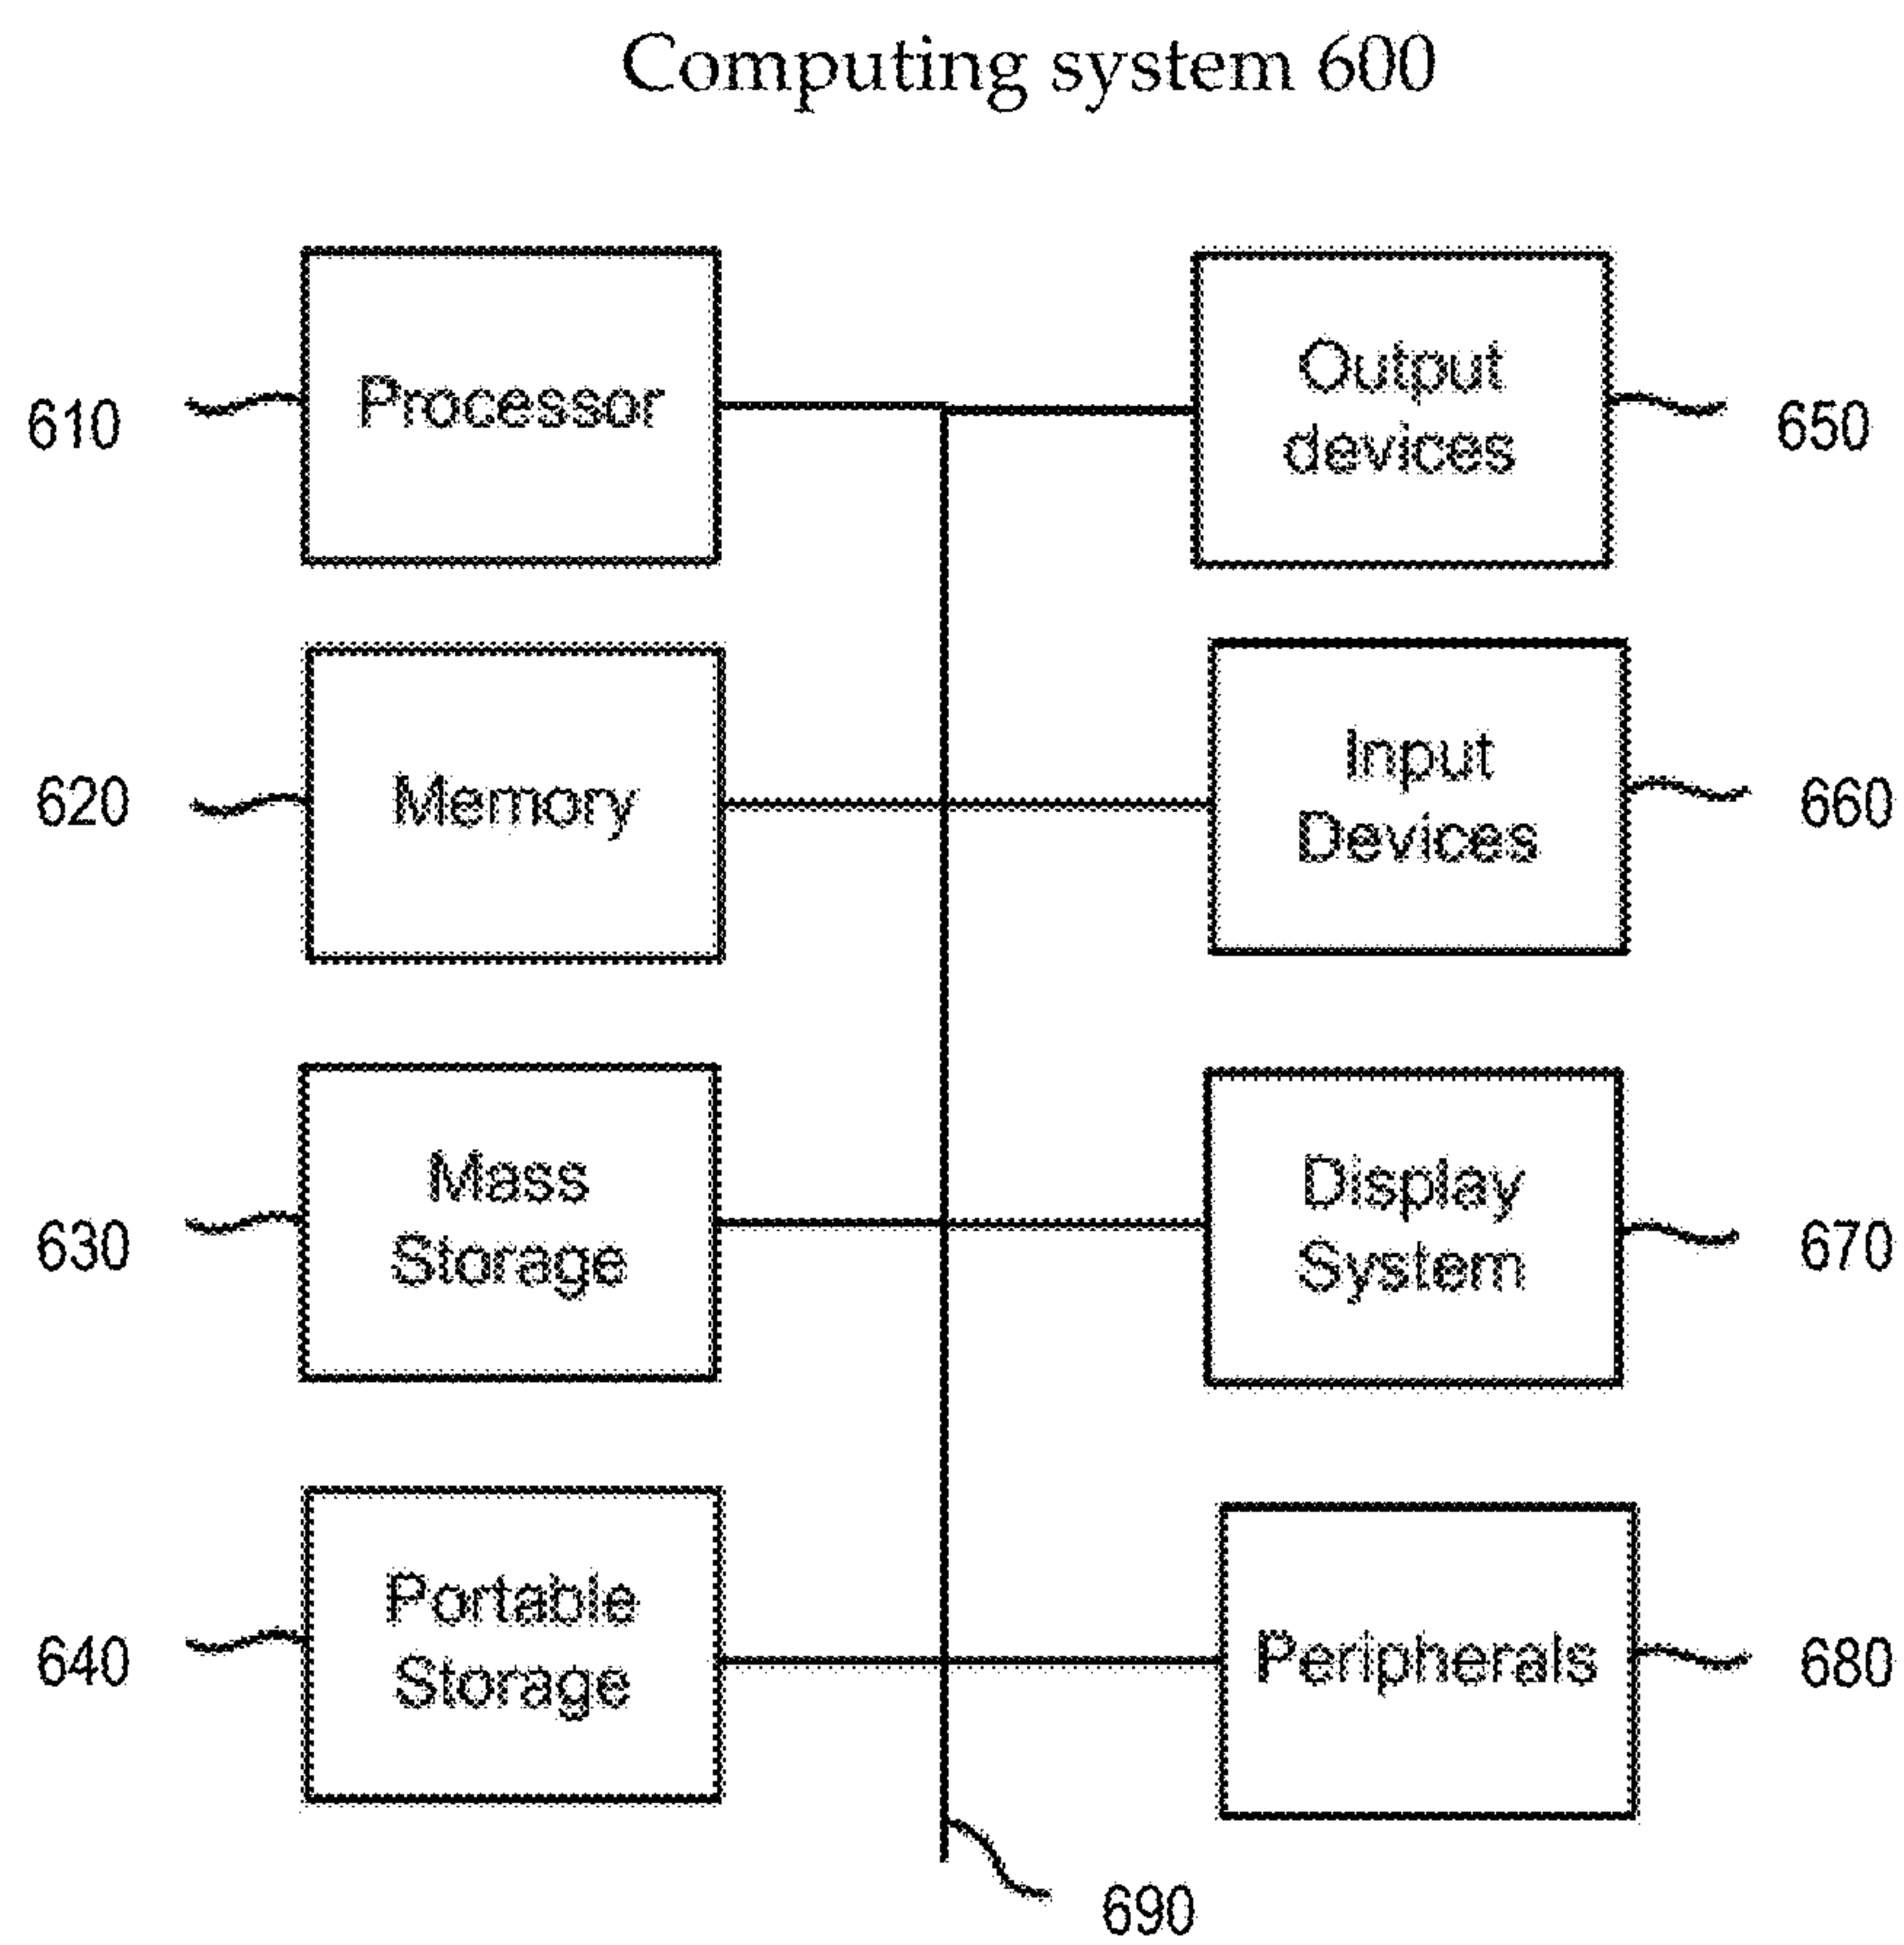 Computing system 600
610
Processor
Output
devices
650
620
Memory
Input
Devices
660
630
Mass
Storage
Display
System
670
640
Portable
Storage
Peripherals
680
690